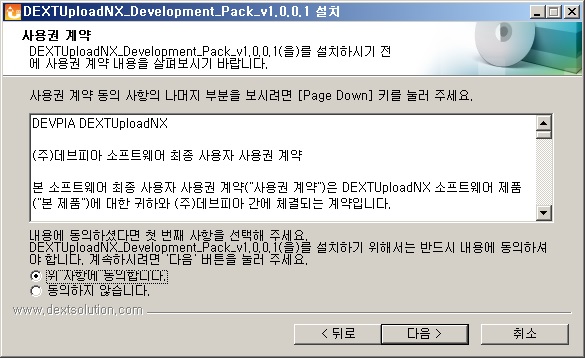 DEXTUploadNX_Development_Pack_v1,0,0,1 설치
사용권 계약
DEXTUploadNX_Development_Pack_v1,0,0,1(을)를 설치하시기 전
에 사용권 계약 내용을 살펴보시기 바랍니다.
사용권 계약 동의 사항의 나머지 부분을 보시려면 [Page Down] 키를 눌러 주세요.
DEVPIA DEXTUploadNX
(주)데브피아 소프트웨어 최종 사용자 사용권 계약
본 소프트웨어 최종 사용자 사용권 계약("사용권 계약")은 DEXTUploadNX 소프트웨어 제품
("본 제품")에 대한 귀하와 (주)데브피아 간에 체결되는 계약입니다.
내용에 동의하셨다면 첫 번째 사항을 선택해 주세요.
DEXTUploadNX_Development_Pack_v1,0,0,1(을)를 설치하기 위해서는 반드시 내용에 동의하셔
야 합니다. 계속하시려면 '다음' 버튼을 눌러 주세요.
위 사항에 동의합니다.
동의하지 않습니다.
www.dextsolution.com
< 뒤로
다음 >
취소